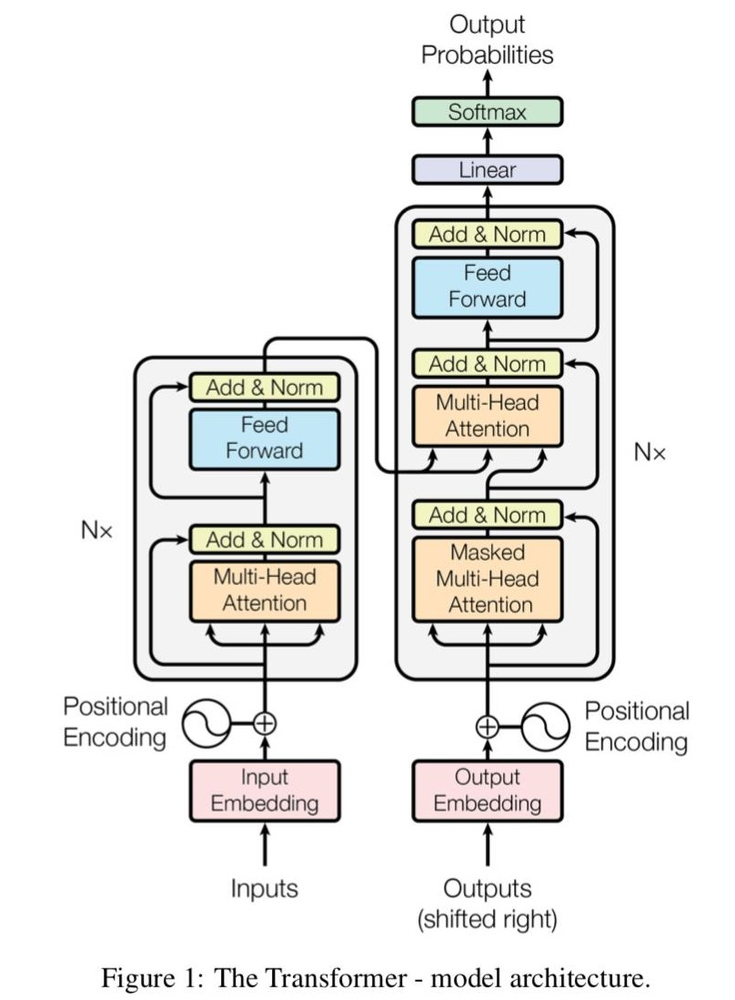 Output
Probabilities
Softmax
Linear
Add & Norm
Feed
Forward
Add & Norm
Multi-Head
Attention
Add & Norm
Masked
Multi-Head
Attention
Nx
Add & Norm
Feed
Forward
Add & Norm
Multi-Head
Attention
Nx
Positional
Encoding
Positional
Encoding
Input
Embedding
Output
Embedding
Inputs
Outputs
(shifted right)
Figure 1: The Transformer - model architecture.